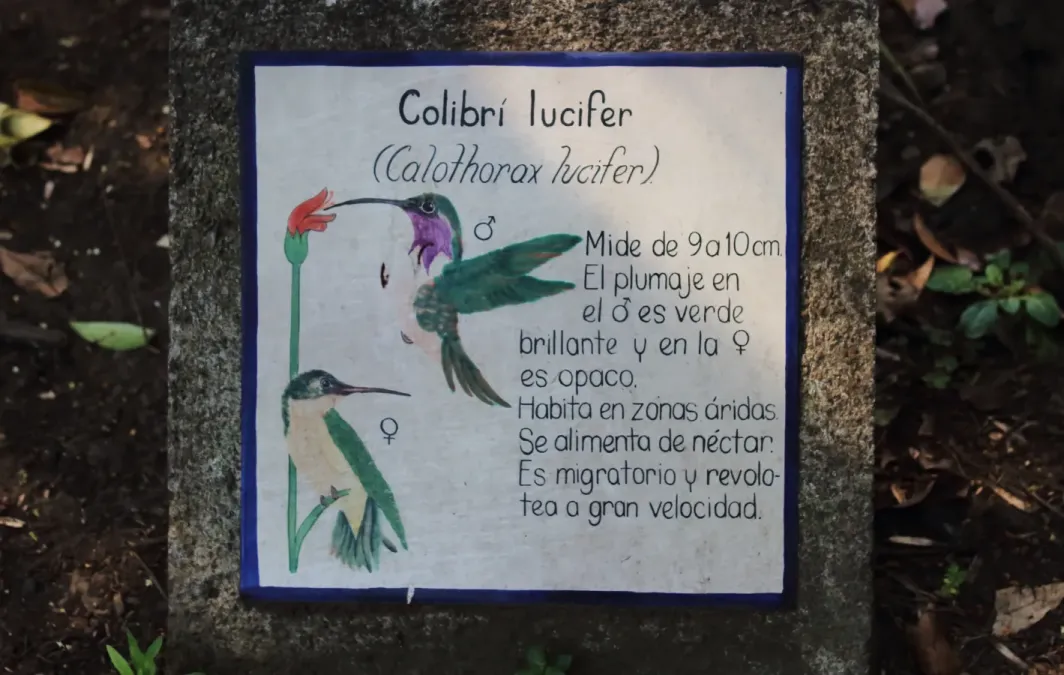 Colibrí lucifer
(Calothorax lucifer).
♂
Mide de 9 a 10 cm.
El plumaje en
el ♂ es verde
brillante y en la ♀
es opaco.
♀
Habita en zonas áridas.
Se alimenta de néctar.
Es migratorio y revolo-
tea a gran velocidad.